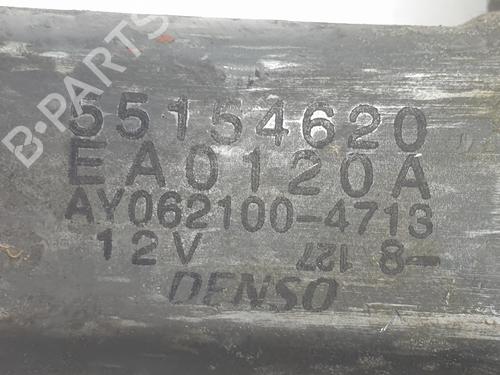 B-PARTS
55154620
EA0120A
AY062100-4713
12V 127 8-
DENSO